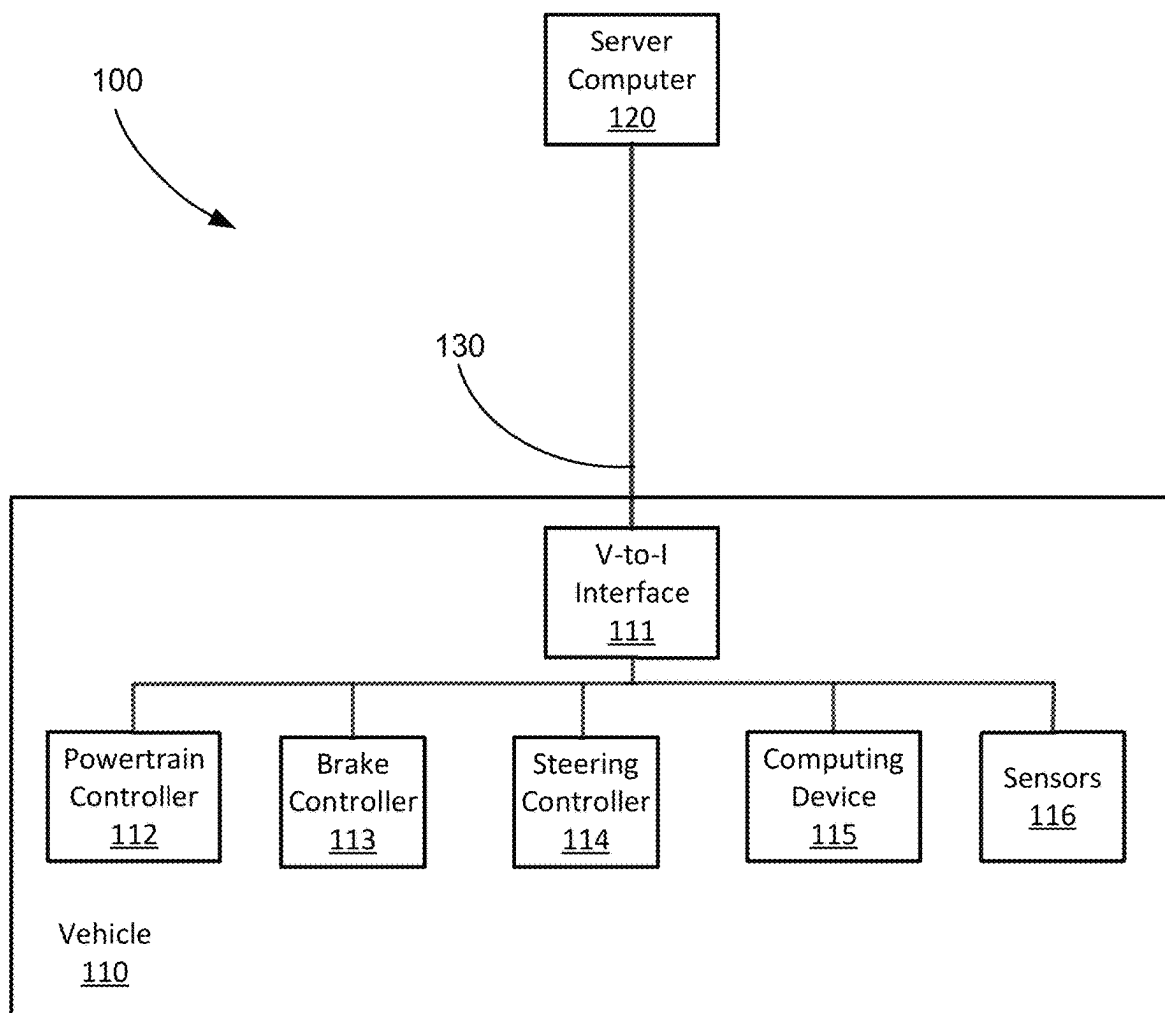 Server
Computer
120
100
130
V-to-I
Interface
111
Powertrain
Controller
112
Brake
Controller
113
Steering
Controller
114
Computing
Device
115
Sensors
116
Vehicle
110